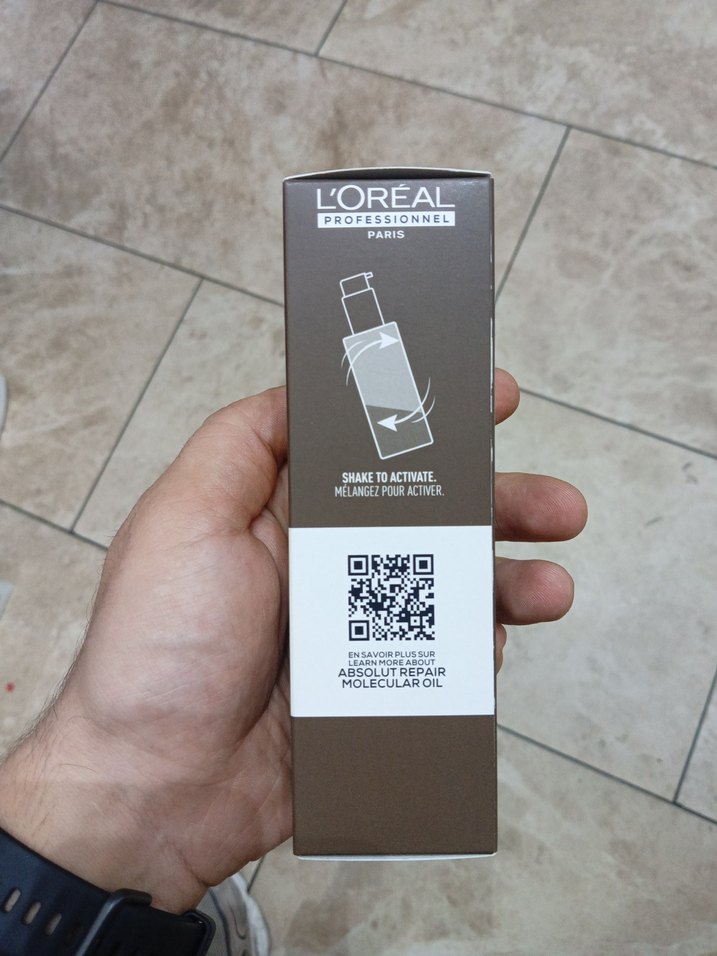 L'ORÉAL
PROFESSIONNEL
PARIS
SHAKE TO ACTIVATE.
MÉLANGEZ POUR ACTIVER.
EN SAVOIR PLUS SUR
LEARN MORE ABOUT
ABSOLUT REPAIR
MOLECULAR OIL